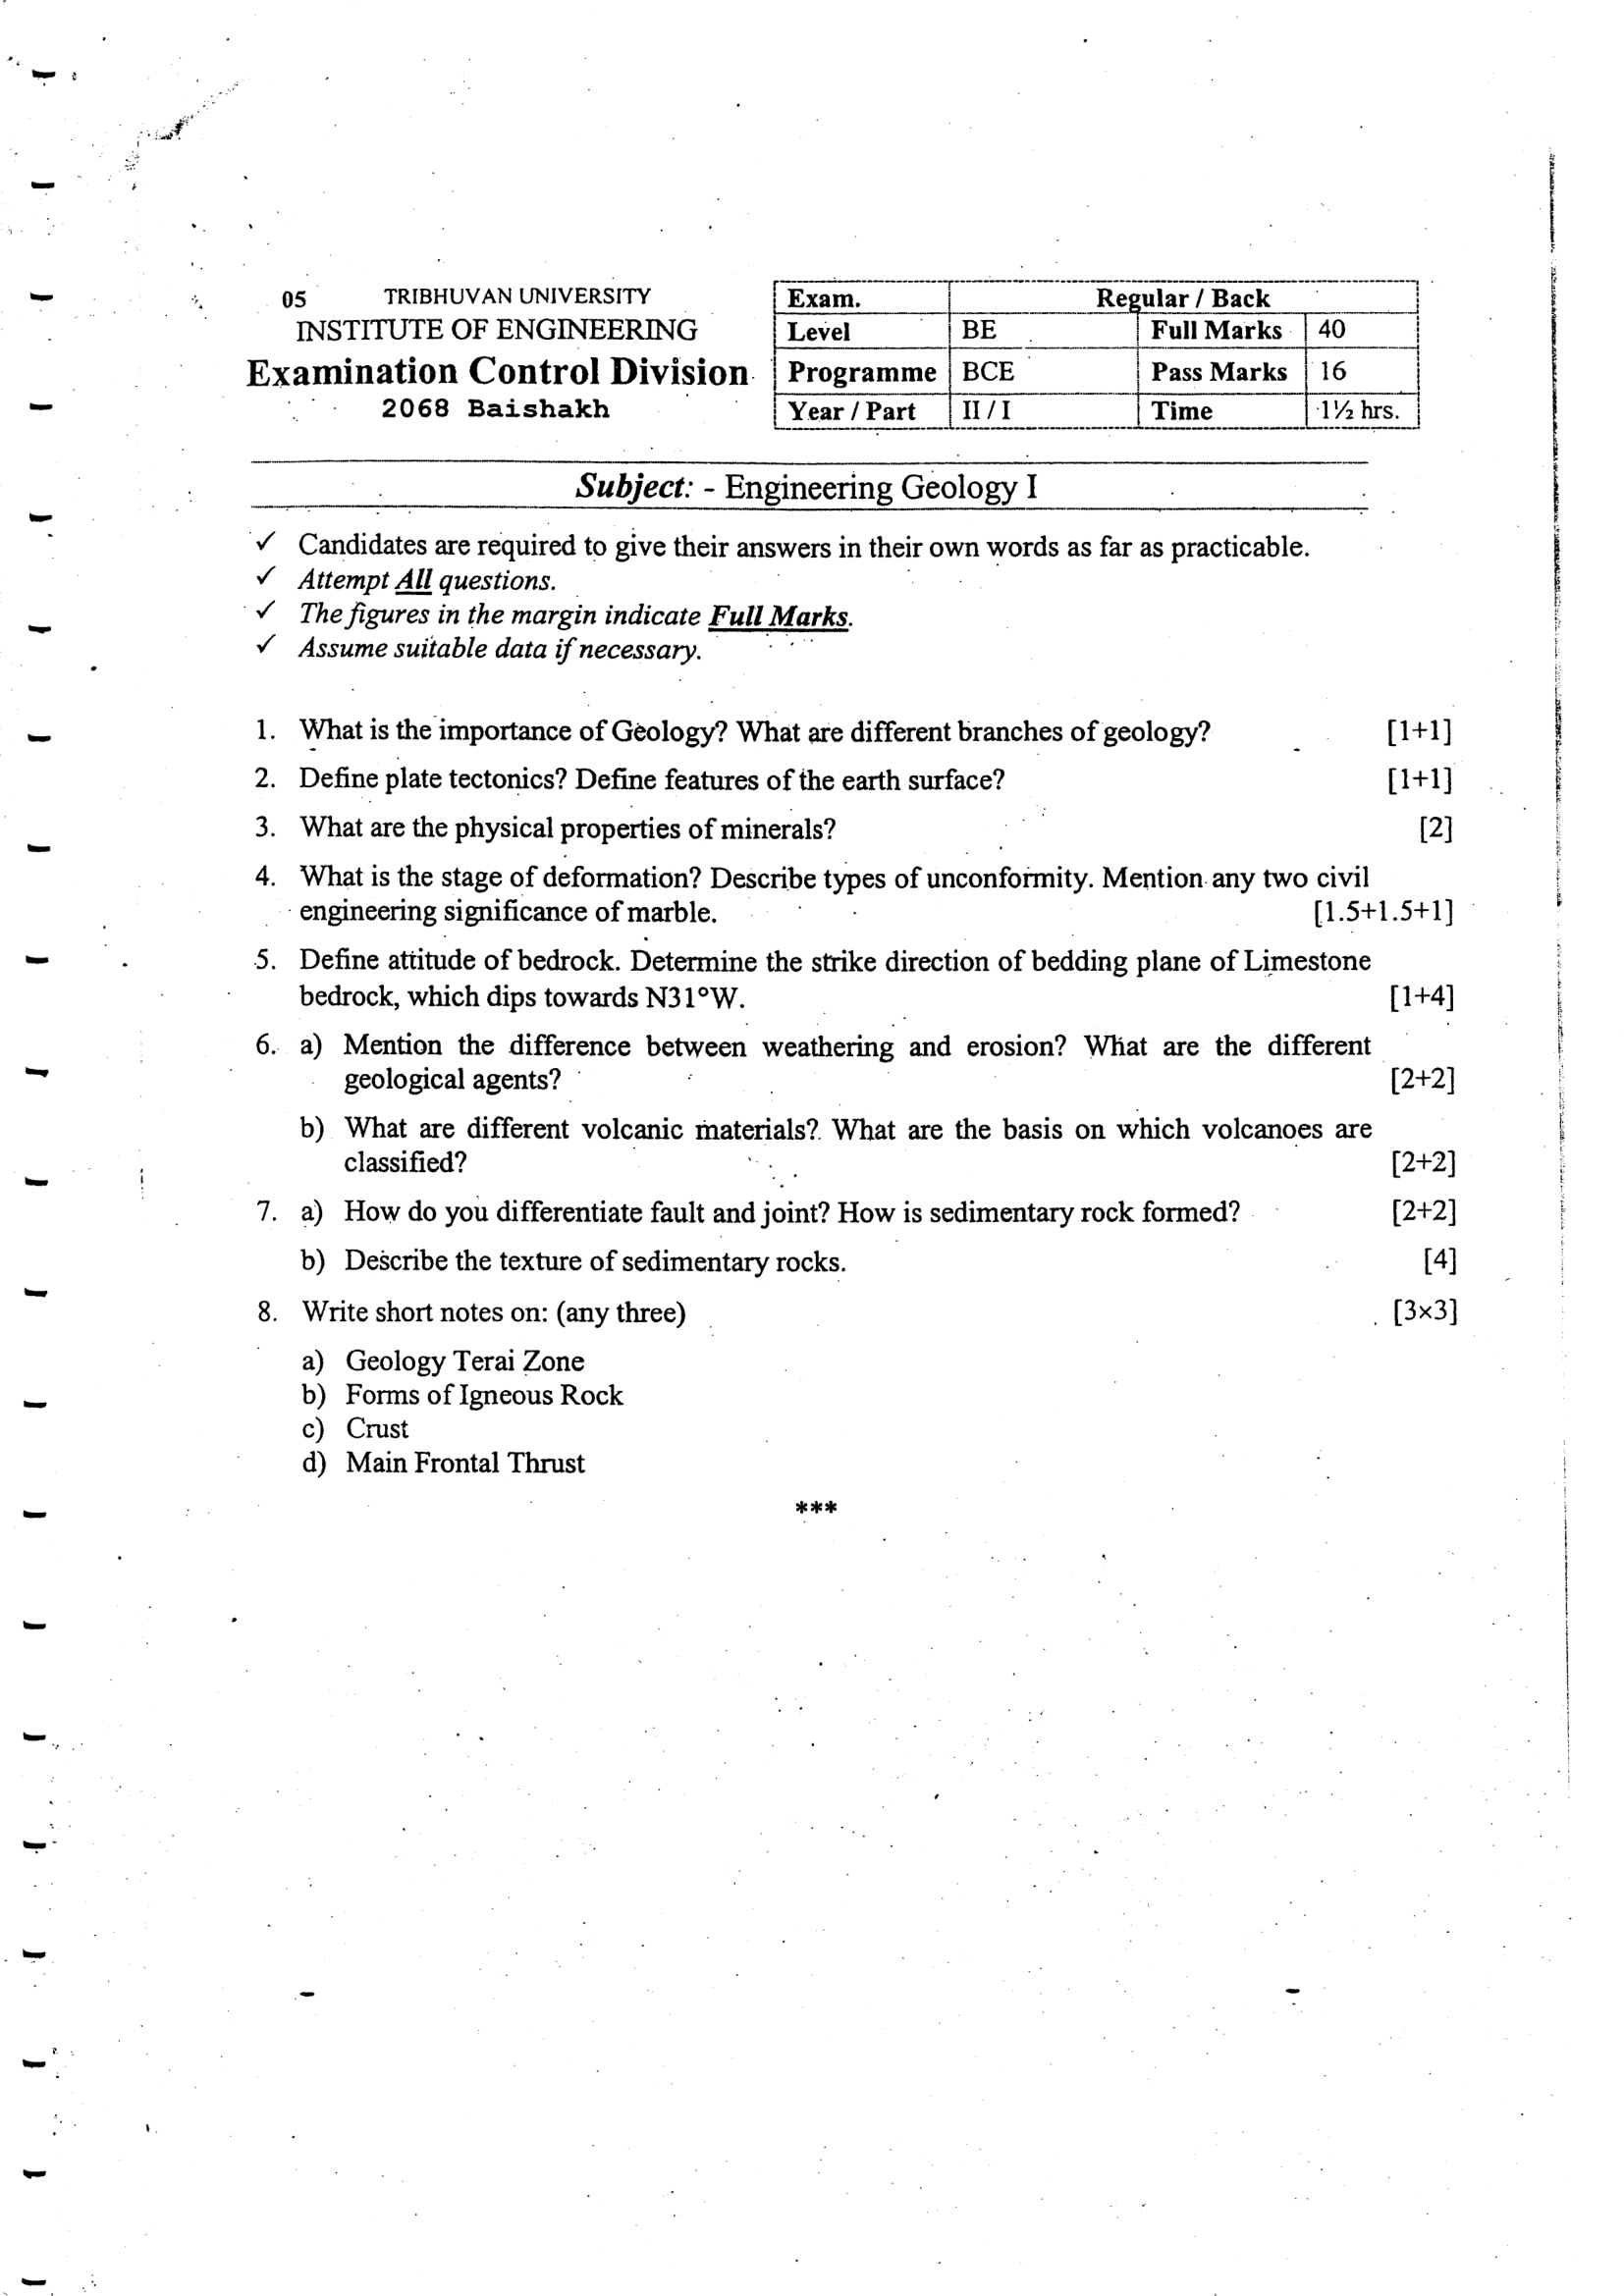 05 TRIBHUVAN UNIVERSITY
INSTITUTE OF ENGINEERING
Examination Control Division
2068 Baishakh
Exam. Regular / Back
Level BE Full Marks 40
Programme BCE Pass Marks 16
Year / Part II / I Time 1½ hrs.
Subject: - Engineering Geology I
✓ Candidates are required to give their answers in their own words as far as practicable.
✓ Attempt All questions.
✓ The figures in the margin indicate Full Marks.
✓ Assume suitable data if necessary.
1. What is the importance of Geology? What are different branches of geology? [1+1]
2. Define plate tectonics? Define features of the earth surface? [1+1]
3. What are the physical properties of minerals? [2]
4. What is the stage of deformation? Describe types of unconformity. Mention any two civil
engineering significance of marble. [1.5+1.5+1]
5. Define attitude of bedrock. Determine the strike direction of bedding plane of Limestone
bedrock, which dips towards N31°W. [1+4]
6. a) Mention the difference between weathering and erosion? What are the different
geological agents? [2+2]
b) What are different volcanic materials? What are the basis on which volcanoes are
classified? [2+2]
7. a) How do you differentiate fault and joint? How is sedimentary rock formed? [2+2]
b) Describe the texture of sedimentary rocks. [4]
8. Write short notes on: (any three) [3×3]
a) Geology Terai Zone
b) Forms of Igneous Rock
c) Crust
d) Main Frontal Thrust
***